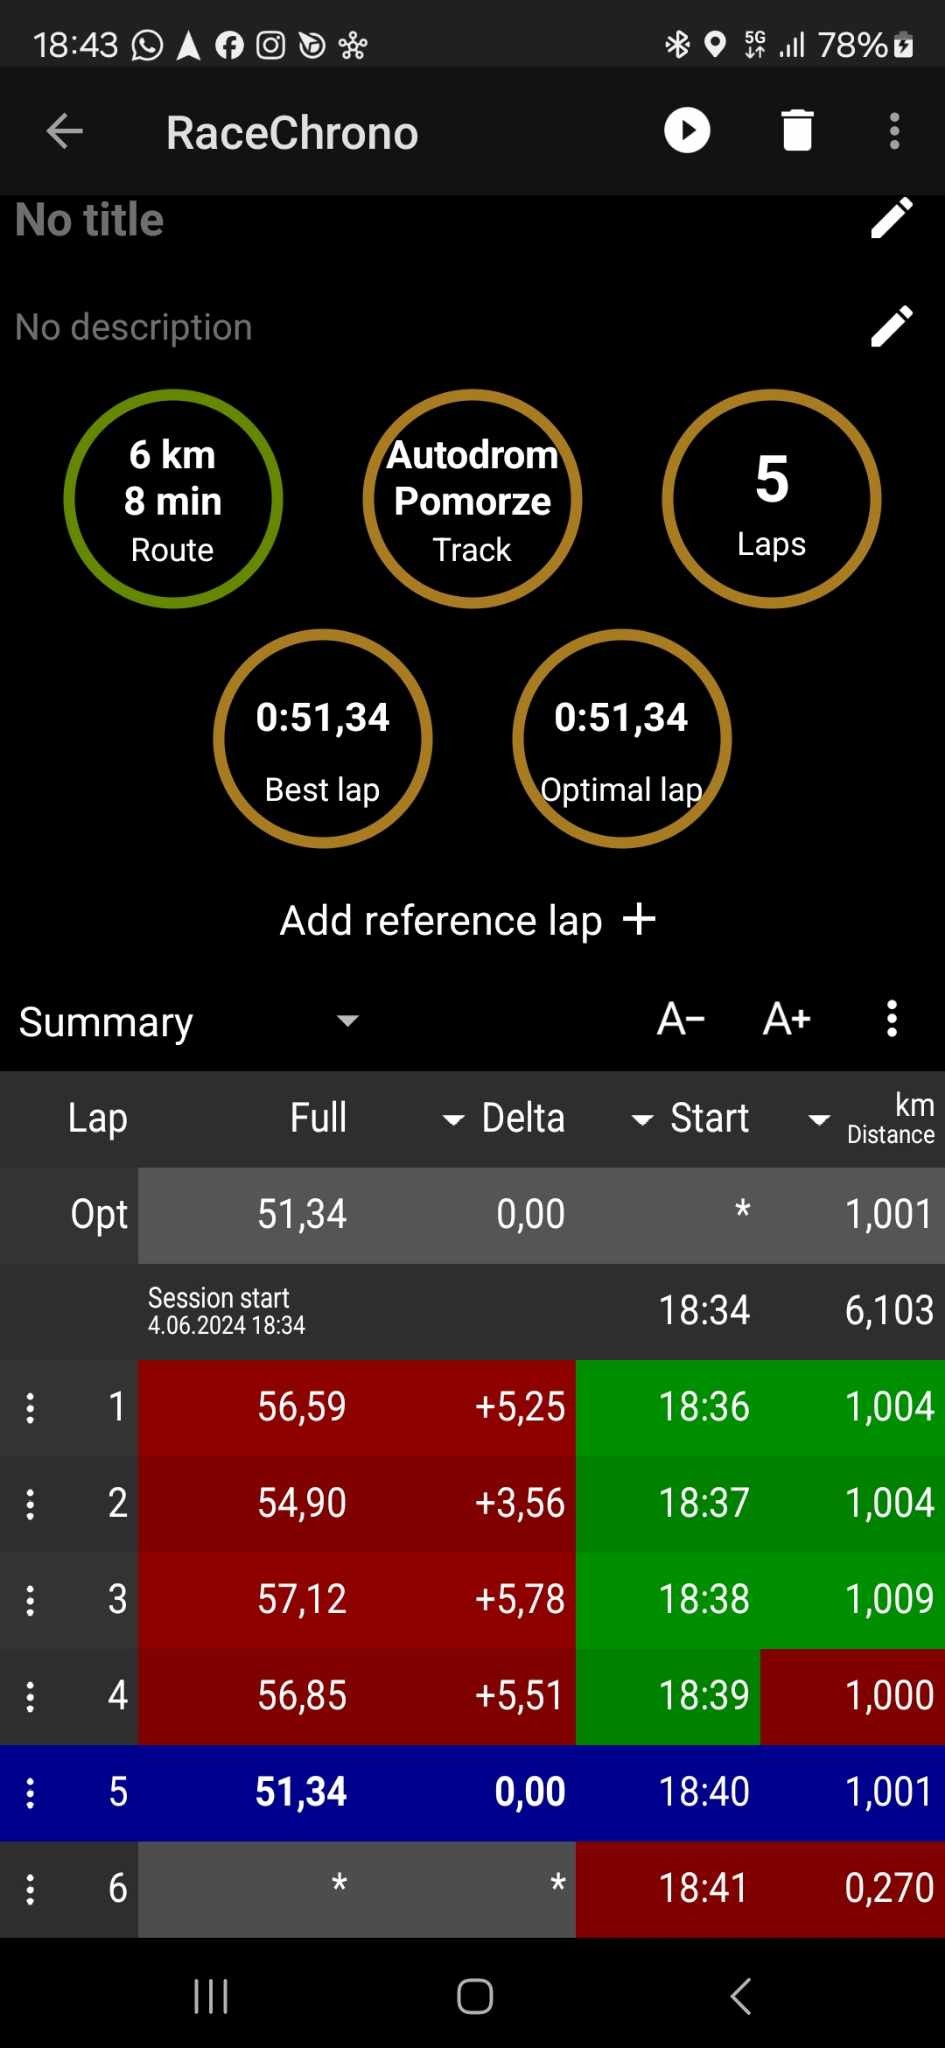 18:43 5G 78%
RaceChrono
No title
No description
6 km
8 min
Route
Autodrom
Pomorze
Track
5
Laps
0:51,34
Best lap
0:51,34
Optimal lap
Add reference lap +
Summary A- A+
Lap Full Delta Start km Distance
Opt 51,34 0,00 * 1,001
Session start
4.06.2024 18:34 18:34 6,103
1 56,59 +5,25 18:36 1,004
2 54,90 +3,56 18:37 1,004
3 57,12 +5,78 18:38 1,009
4 56,85 +5,51 18:39 1,000
5 51,34 0,00 18:40 1,001
6 * * 18:41 0,270